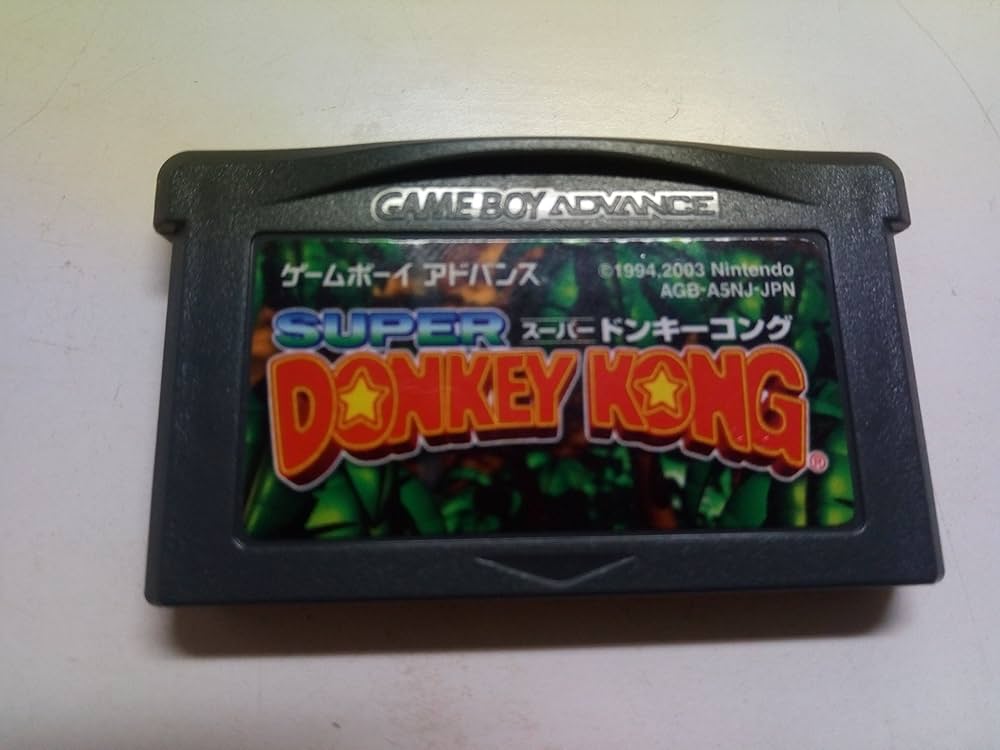 GAME BOY ADVANCE
ゲームボーイ アドバンス
©1994,2003 Nintendo
AGB-A5NJ-JPN
SUPER スーパードンキーコング
DONKEY KONG®